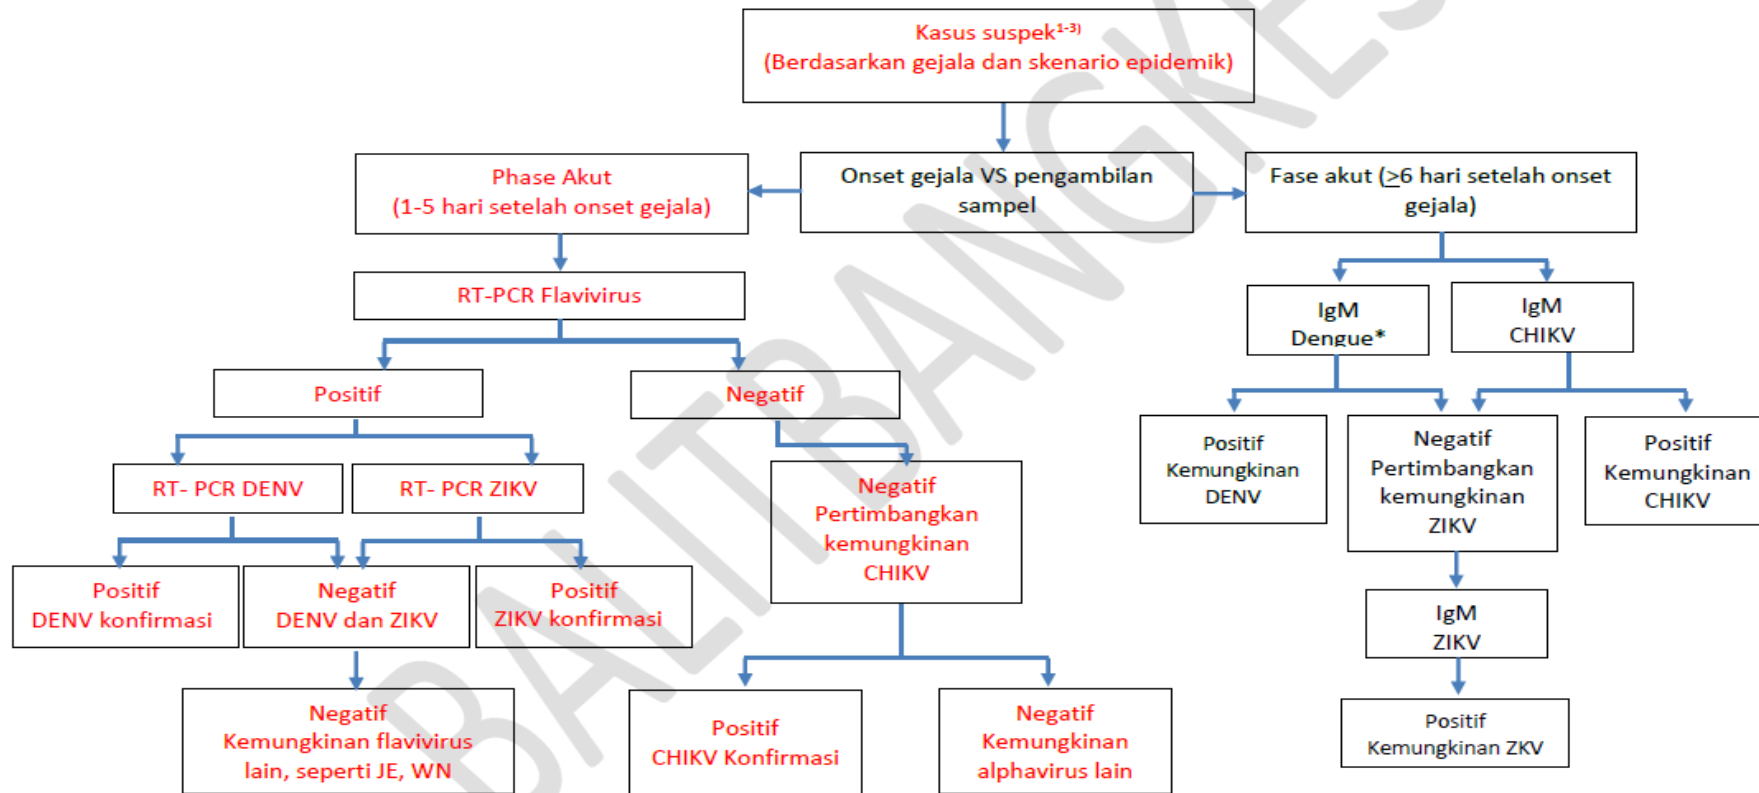 Kasus suspek1-3)
(Berdasarkan gejala dan skenario epidemik)
Phase Akut
(1-5 hari setelah onset gejala)
Onset gejala VS pengambilan
sampel
Fase akut (≥6 hari setelah onset
gejala)
RT-PCR Flavivirus
IgM
Dengue*
IgM
CHIKV
Positif
Negatif
Positif
Kemungkinan
DENV
Negatif
Pertimbangkan
kemungkinan
ZIKV
Positif
Kemungkinan
CHIKV
RT- PCR DENV
RT- PCR ZIKV
Negatif
Pertimbangkan
kemungkinan
CHIKV
Positif
DENV konfirmasi
Negatif
DENV dan ZIKV
Positif
ZIKV konfirmasi
IgM
ZIKV
Negatif
Kemungkinan flavivirus
lain, seperti JE, WN
Positif
CHIKV Konfirmasi
Negatif
Kemungkinan
alphavirus lain
Positif
Kemungkinan ZKV
BALITBANGKES